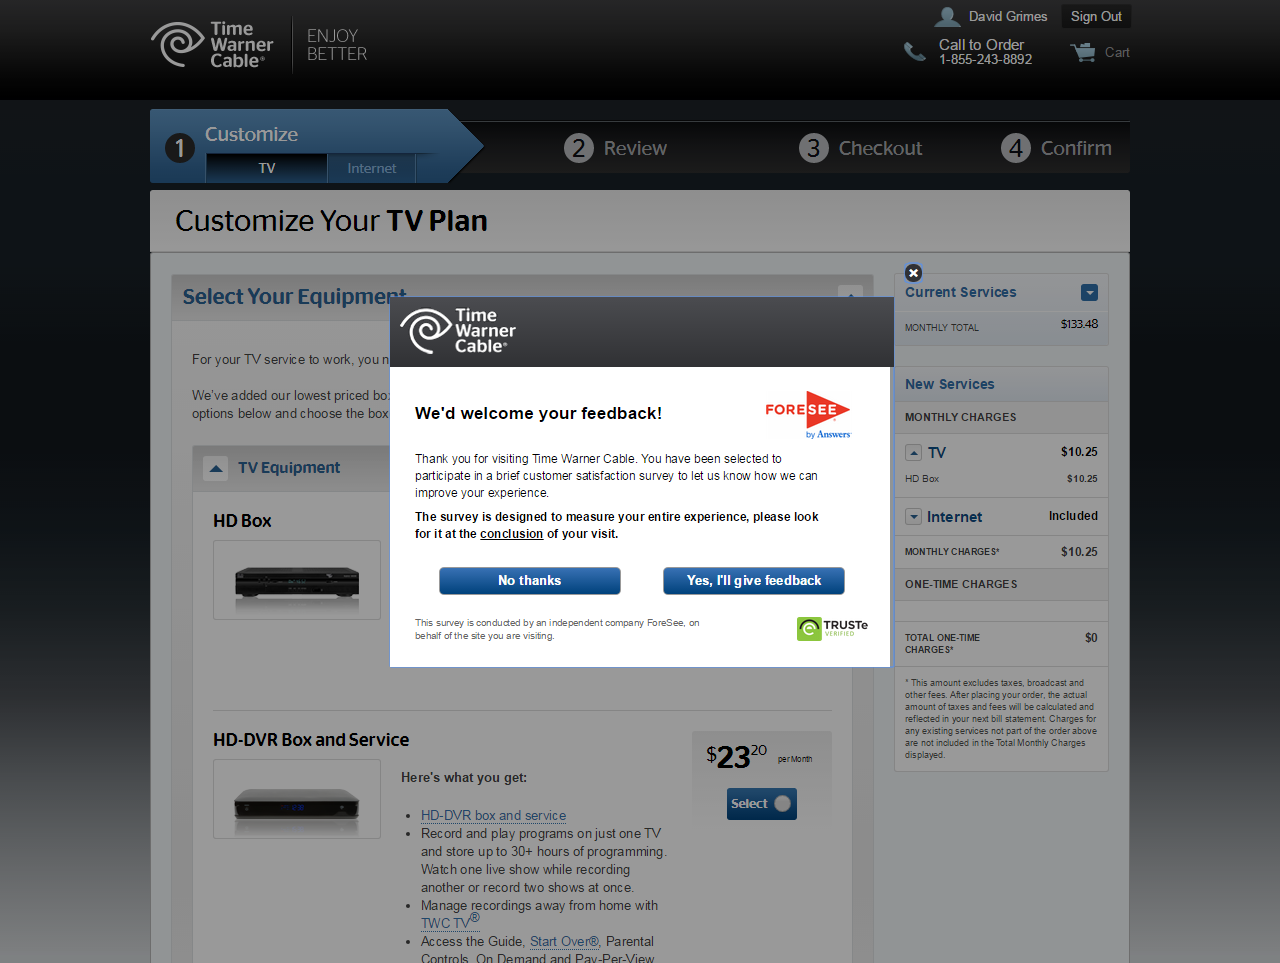 Time
Warner
Cable®
ENJOY
BETTER
David Grimes
Sign Out
Call to Order
1-855-243-8892
Cart
1
Customize
TV
Internet
2 Review
3 Checkout
4 Confirm
Customize Your TV Plan
Select Your Equipment
For your TV service to work, you n
We've added our lowest priced box
options below and choose the box
TV Equipment
HD Box
Time
Warner
Cable®
We'd welcome your feedback!
FORESEE
by Answers
Thank you for visiting Time Warner Cable. You have been selected to
participate in a brief customer satisfaction survey to let us know how we can
improve your experience.
The survey is designed to measure your entire experience, please look
for it at the conclusion of your visit.
No thanks
Yes, I'll give feedback
This survey is conducted by an independent company ForeSee, on
behalf of the site you are visiting.
TRUSTe
VERIFIED
HD-DVR Box and Service
Here's what you get:
HD-DVR box and service
Record and play programs on just one TV
and store up to 30+ hours of programming.
Watch one live show while recording
another or record two shows at once.
Manage recordings away from home with
TWC TV®
Access the Guide, Start Over®, Parental
Controls, On Demand and Pay-Per-View
$23 20 per Month
Select
Current Services
MONTHLY TOTAL $133.48
New Services
MONTHLY CHARGES
TV $10.25
HD Box $10.25
Internet Included
MONTHLY CHARGES* $10.25
ONE-TIME CHARGES
TOTAL ONE-TIME $0
CHARGES*
* This amount excludes taxes, broadcast and
other fees. After placing your order, the actual
amount of taxes and fees will be calculated and
reflected in your next bill statement. Charges for
any existing services not part of the order above
are not included in the Total Monthly Charges
displayed.